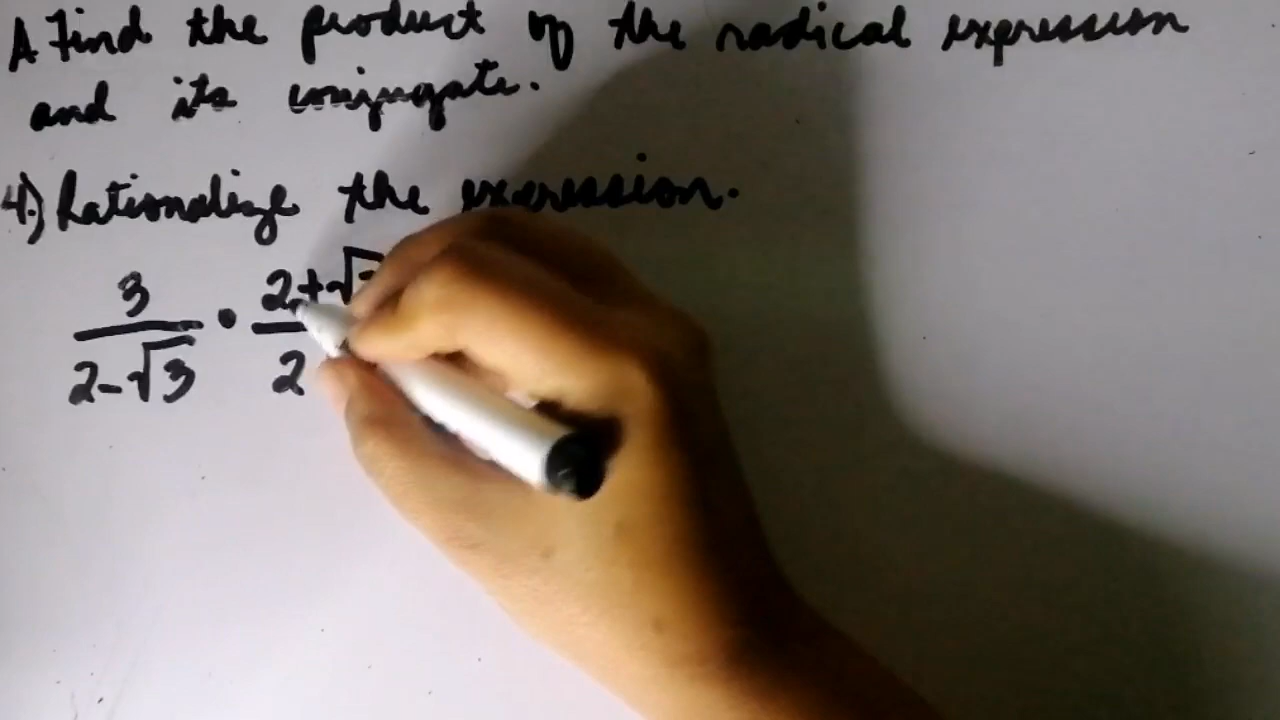 A Find the product of the radical expression
and its conjugate.
4.) Rationalize the expression.
3 2+√
— · —
2-√3 2